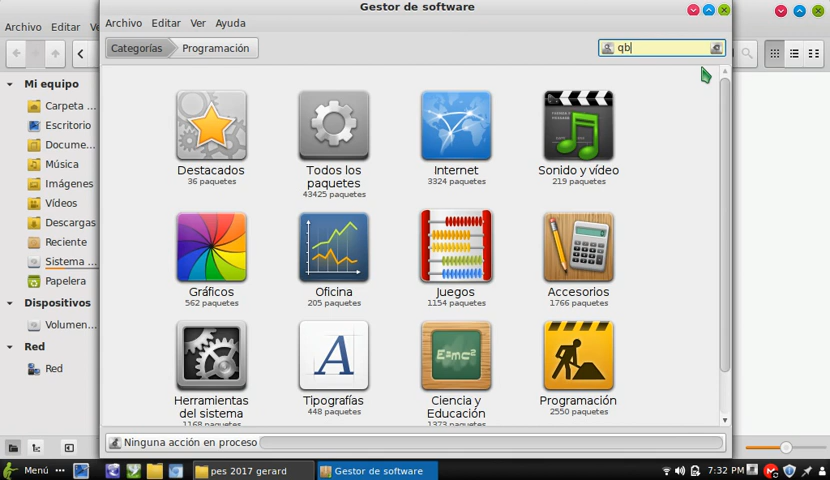 Gestor de software
Archivo Editar Ver Ayuda
Archivo Editar
Categorías Programación
qb
Mi equipo
Carpeta ...
Escritorio
Docume...
Música
Imágenes
Vídeos
Descargas
Reciente
Sistema ...
Papelera
Dispositivos
Volumen...
Red
Red
Destacados
36 paquetes
Todos los
paquetes
43425 paquetes
Internet
3324 paquetes
Sonido y vídeo
219 paquetes
Gráficos
562 paquetes
Oficina
205 paquetes
Juegos
1154 paquetes
Accesorios
1766 paquetes
Herramientas
del sistema
1168 paquetes
Tipografías
448 paquetes
E=mc²
Ciencia y
Educación
1373 paquetes
Programación
2550 paquetes
Ninguna acción en proceso
Menú
pes 2017 gerard
Gestor de software
7:32 PM